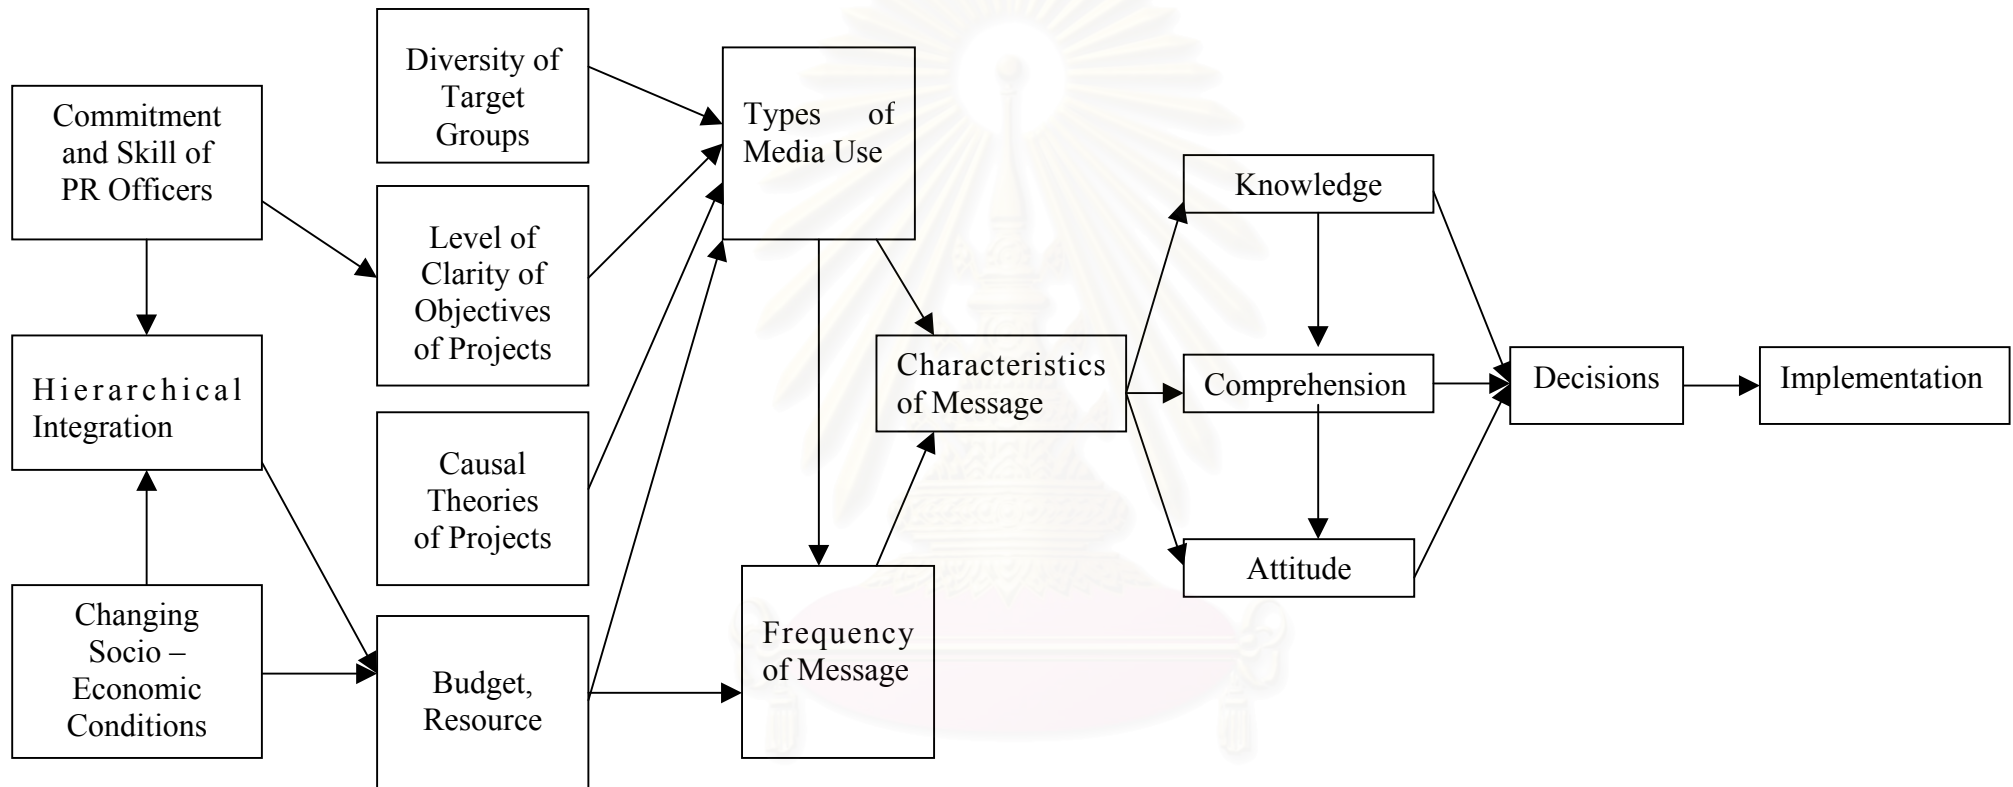 Commitment
and Skill of
PR Officers
Hierarchical
Integration
Changing
Socio –
Economic
Conditions
Diversity of
Target
Groups
Level of
Clarity of
Objectives
of Projects
Causal
Theories
of Projects
Budget,
Resource
Types of
Media Use
Frequency
of Message
Characteristics
of Message
Knowledge
Comprehension
Attitude
Decisions
Implementation